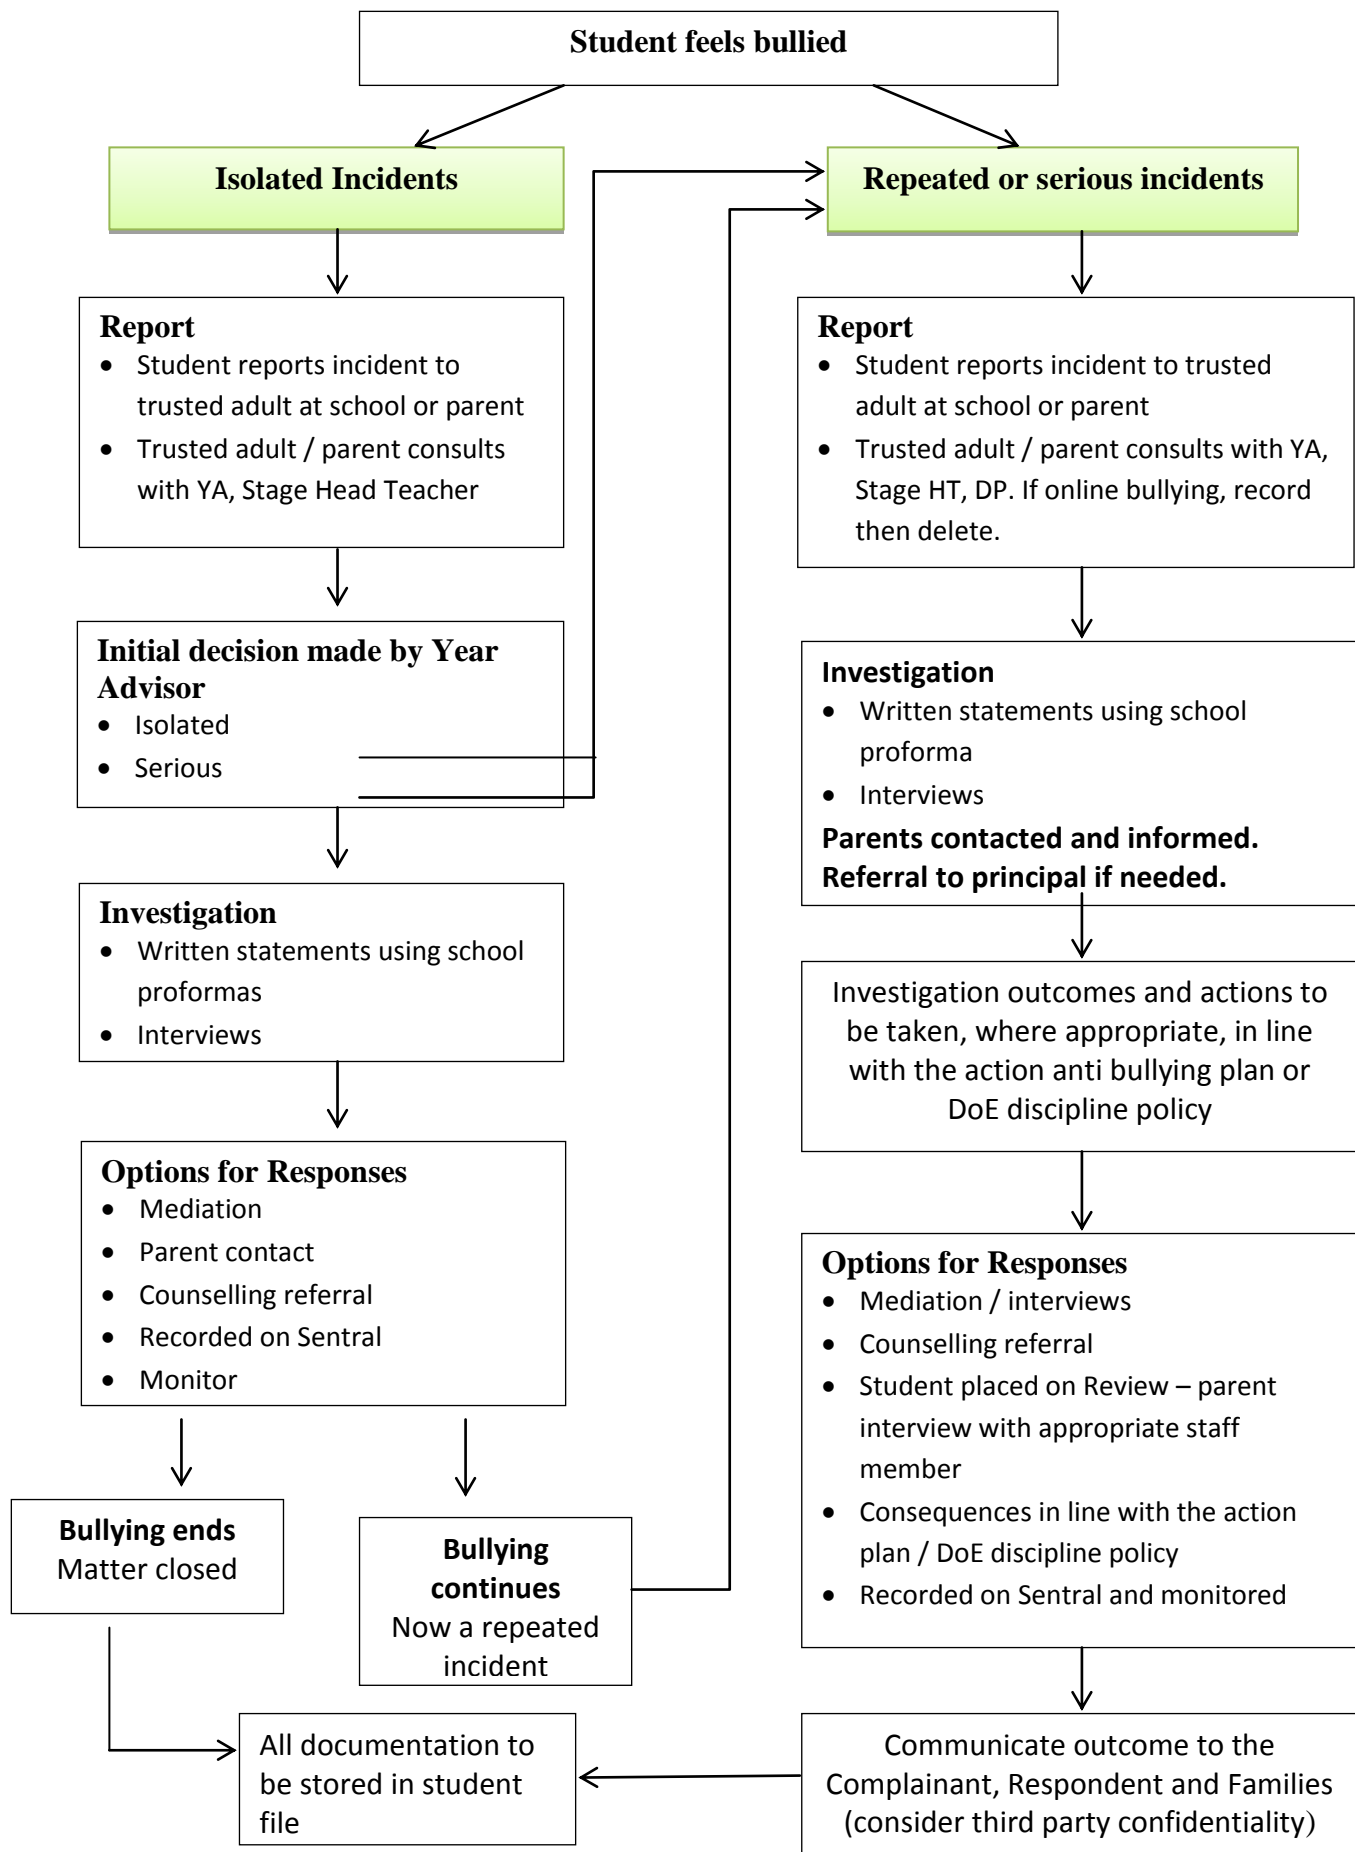 Student feels bullied
Isolated Incidents
Report
• Student reports incident to
trusted adult at school or parent
• Trusted adult / parent consults
with YA, Stage Head Teacher
Initial decision made by Year
Advisor
• Isolated
• Serious
Investigation
• Written statements using school
proformas
• Interviews
Options for Responses
• Mediation
• Parent contact
• Counselling referral
• Recorded on Sentral
• Monitor
Bullying ends
Matter closed
Bullying
continues
Now a repeated
incident
Repeated or serious incidents
Report
• Student reports incident to trusted
adult at school or parent
• Trusted adult / parent consults with YA,
Stage HT, DP. If online bullying, record
then delete.
Investigation
• Written statements using school
proforma
• Interviews
Parents contacted and informed.
Referral to principal if needed.
Investigation outcomes and actions to
be taken, where appropriate, in line
with the action anti bullying plan or
DoE discipline policy
Options for Responses
• Mediation / interviews
• Counselling referral
• Student placed on Review – parent
interview with appropriate staff
member
• Consequences in line with the action
plan / DoE discipline policy
• Recorded on Sentral and monitored
Communicate outcome to the
Complainant, Respondent and Families
(consider third party confidentiality)
All documentation to
be stored in student
file